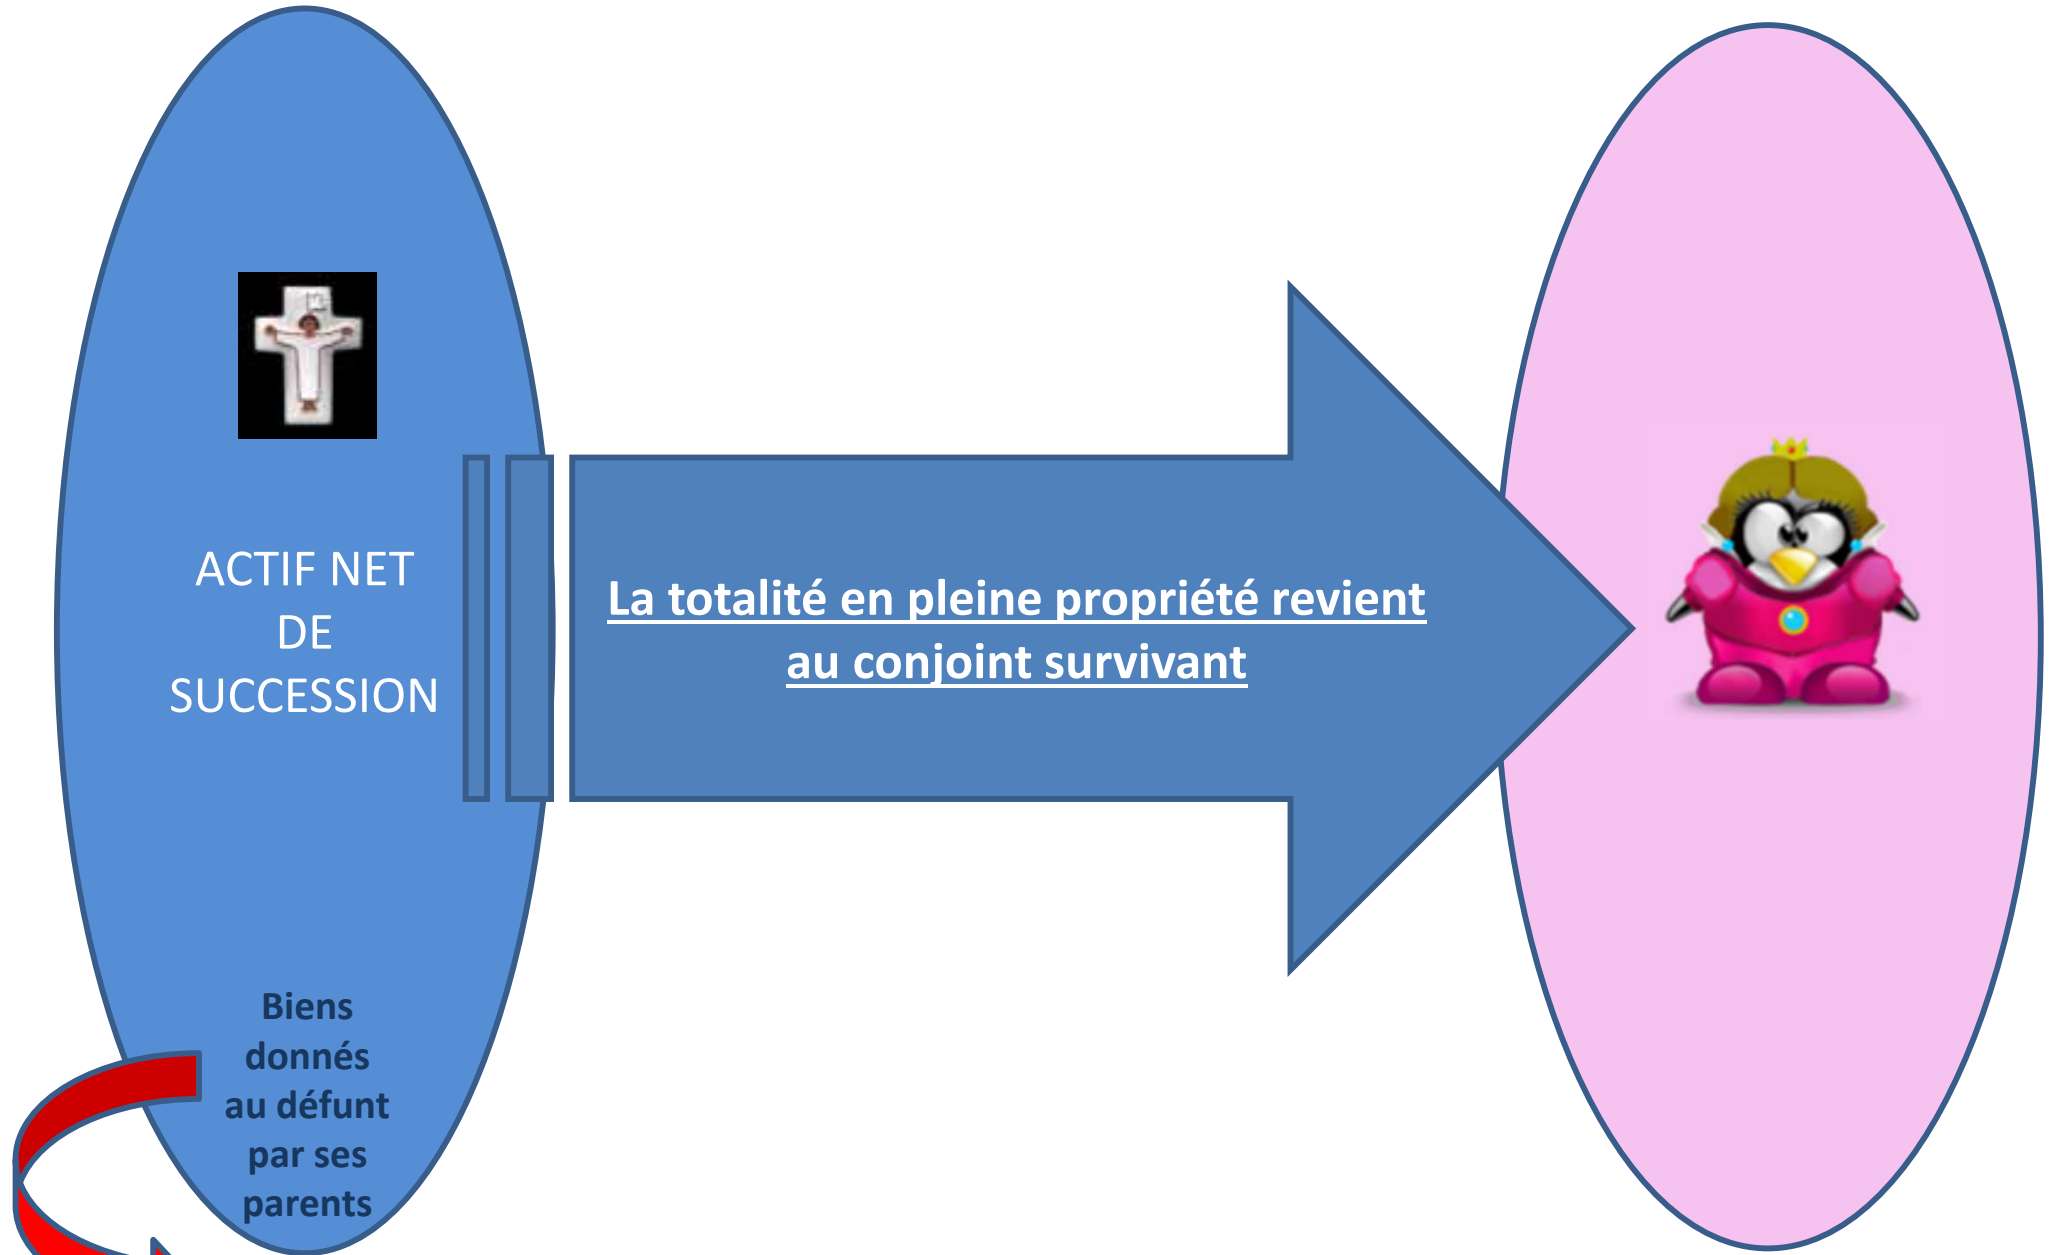 ACTIF NET
DE
SUCCESSION
La totalité en pleine propriété revient
au conjoint survivant
Biens
donnés
au défunt
par ses
parents